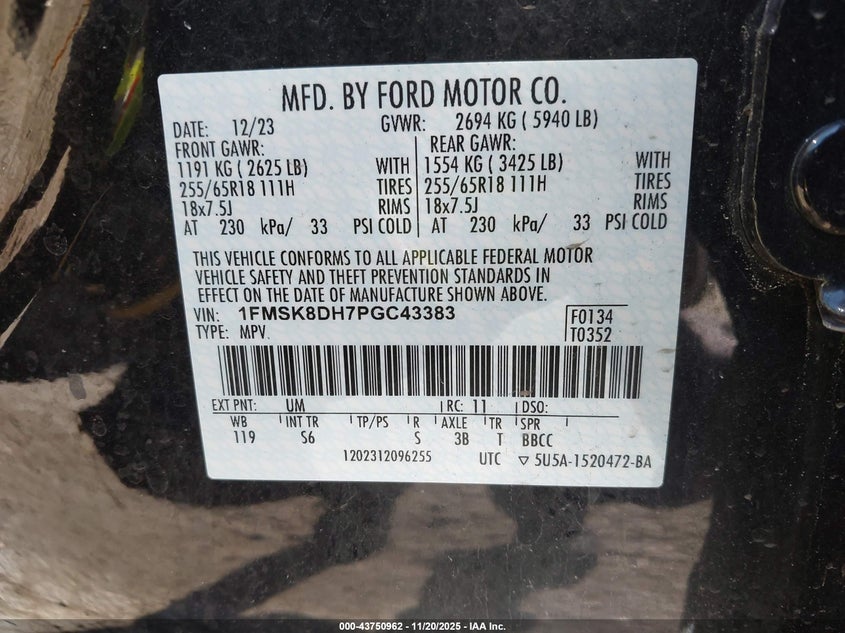 MFD. BY FORD MOTOR CO.
DATE: 12/23 GVWR: 2694 KG ( 5940 LB)
FRONT GAWR: REAR GAWR:
1191 KG ( 2625 LB) WITH 1554 KG ( 3425 LB) WITH
255/65R18 111H TIRES 255/65R18 111H TIRES
18x7.5J RIMS 18x7.5J RIMS
AT 230 kPa/ 33 PSI COLD AT 230 kPa/ 33 PSI COLD
THIS VEHICLE CONFORMS TO ALL APPLICABLE FEDERAL MOTOR
VEHICLE SAFETY AND THEFT PREVENTION STANDARDS IN
EFFECT ON THE DATE OF MANUFACTURE SHOWN ABOVE.
VIN: 1FMSK8DH7PGC43383 F0134
TYPE: MPV T0352
EXT PNT: UM RC: 11 DSO:
WB INT TR TP/PS R AXLE TR SPR
119 S6 S 3B T BBCC
1202312096255 UTC ▽ 5U5A-1520472-BA
000-43750962 - 11/20/2025 - IAA Inc.